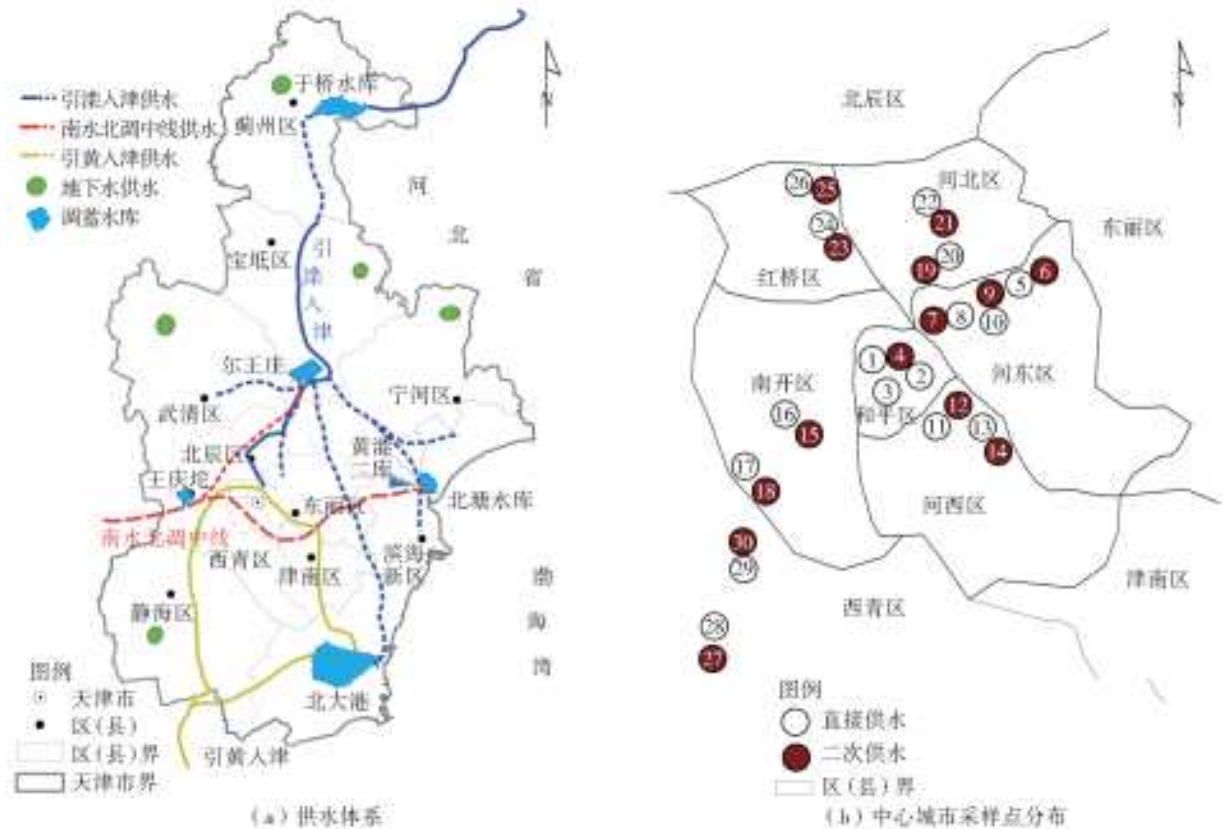 引滦入津供水
南水北调中线供水
引黄入津供水
地下水供水
调蓄水库
于桥水库
蓟州区
N
河
北
省
宝坻区
引
滦
入
津
尔王庄
武清区
宁河区
北辰区
黄港
二库
王庆坨
北塘水库
东丽区
南水北调中线
西青区
津南区
滨海
新区
静海区
渤
海
湾
北大港
引黄入津
图例
天津市
区(县)
区(县)界
天津市界
(a)供水体系
N
北辰区
河北区
东丽区
26 25
22
24 21
23 20
红桥区 19 5 6
9
7 8 10
1 4
2
南开区 3 河东区
和平区
16 12
15 11 13
14
17
18 河西区
30
29 津南区
西青区
28
27
图例
直接供水
二次供水
区(县)界
(b)中心城市采样点分布